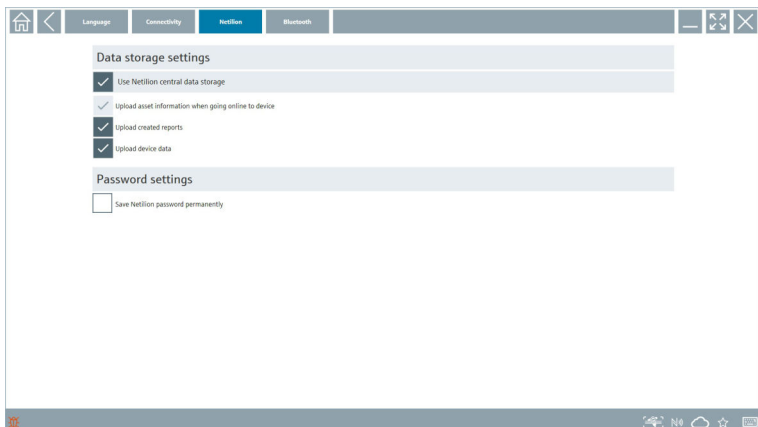 Language
Connectivity
Netilion
Bluetooth
Data storage settings
Use Netilion central data storage
Upload asset information when going online to device
Upload created reports
Upload device data
Password settings
Save Netilion password permanently